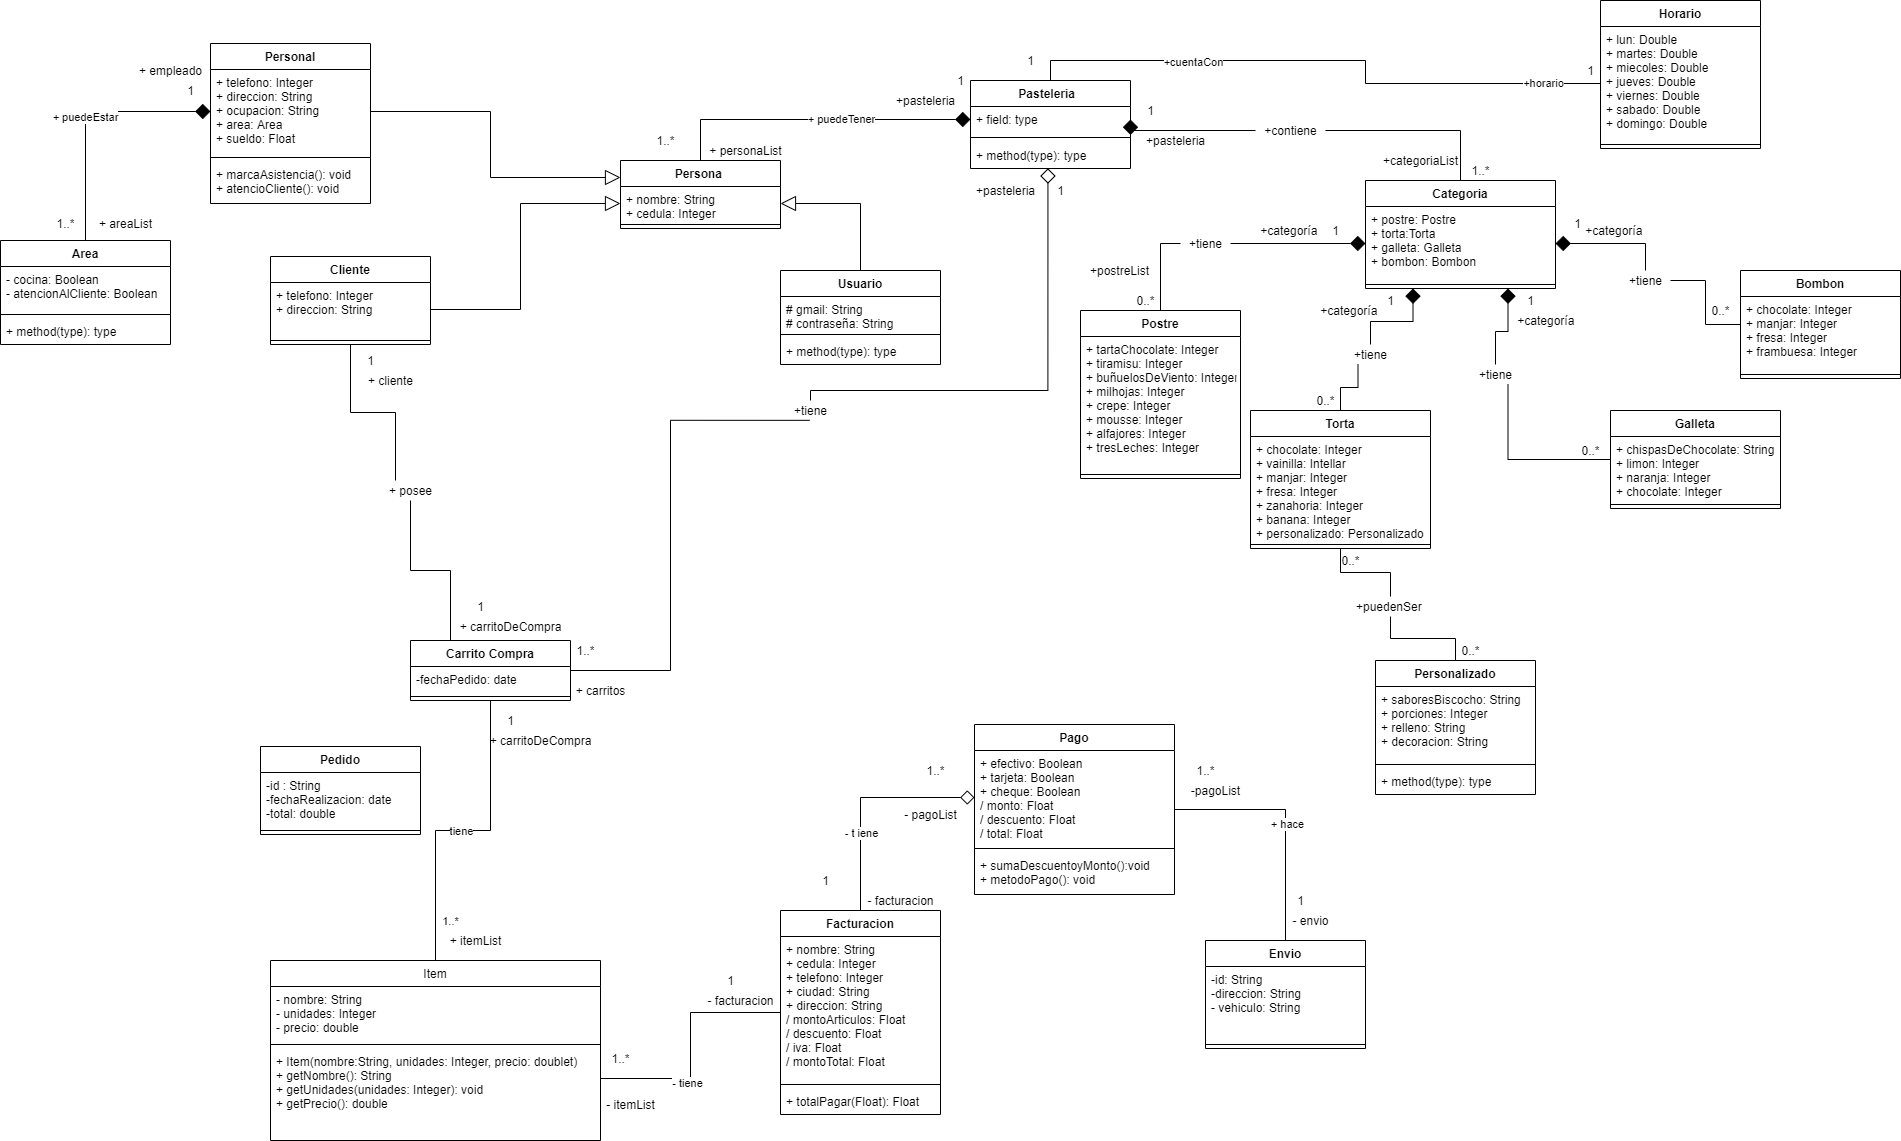 Horario
+ lun: Double
+ martes: Double
+ miecoles: Double
+ jueves: Double
+ viernes: Double
+ sabado: Double
+ domingo: Double
Personal
+ telefono: Integer
+ direccion: String
+ ocupacion: String
+ area: Area
+ sueldo: Float
+ marcaAsistencia(): void
+ atencioCliente(): void
+ empleado
1
+ puedeEstar
1..*
+ areaList
Area
- cocina: Boolean
- atencionAlCliente: Boolean
+ method(type): type
Pasteleria
+ field: type
+ method(type): type
1
+cuentaCon
+horario
1
1
+pasteleria
+ puedeTener
1..*
+ personaList
1
+pasteleria
+contiene
+categoriaList
1..*
+pasteleria
1
Persona
+ nombre: String
+ cedula: Integer
Cliente
+ telefono: Integer
+ direccion: String
Usuario
# gmail: String
# contraseña: String
+ method(type): type
Categoria
+ postre: Postre
+ torta:Torta
+ galleta: Galleta
+ bombon: Bombon
+categoría
1
+tiene
+postreList
0..*
1
+categoría
+tiene
0..*
+categoría
1
+tiene
0..*
1
+categoría
+tiene
0..*
Postre
+ tartaChocolate: Integer
+ tiramisu: Integer
+ buñuelosDeViento: Integer
+ milhojas: Integer
+ crepe: Integer
+ mousse: Integer
+ alfajores: Integer
+ tresLeches: Integer
Bombon
+ chocolate: Integer
+ manjar: Integer
+ fresa: Integer
+ frambuesa: Integer
Torta
+ chocolate: Integer
+ vainilla: Intellar
+ manjar: Integer
+ fresa: Integer
+ zanahoria: Integer
+ banana: Integer
+ personalizado: Personalizado
Galleta
+ chispasDeChocolate: String
+ limon: Integer
+ naranja: Integer
+ chocolate: Integer
0..*
+puedenSer
0..*
Personalizado
+ saboresBiscocho: String
+ porciones: Integer
+ relleno: String
+ decoracion: String
+ method(type): type
1
+ cliente
+ posee
1
+ carritoDeCompra
+tiene
1..*
+ carritos
Carrito Compra
-fechaPedido: date
1
+ carritoDeCompra
tiene
1..*
+ itemList
Pedido
-id : String
-fechaRealizacion: date
-total: double
Item
- nombre: String
- unidades: Integer
- precio: double
+ Item(nombre:String, unidades: Integer, precio: doublet)
+ getNombre(): String
+ getUnidades(unidades: Integer): void
+ getPrecio(): double
1..*
- itemList
- tiene
1
- facturacion
Facturacion
+ nombre: String
+ cedula: Integer
+ telefono: Integer
+ ciudad: String
+ direccion: String
/ montoArticulos: Float
/ descuento: Float
/ iva: Float
/ montoTotal: Float
+ totalPagar(Float): Float
1
- facturacion
- t iene
1..*
- pagoList
Pago
+ efectivo: Boolean
+ tarjeta: Boolean
+ cheque: Boolean
/ monto: Float
/ descuento: Float
/ total: Float
+ sumaDescuentoyMonto():void
+ metodoPago(): void
1..*
-pagoList
+ hace
1
- envio
Envio
-id: String
-direccion: String
- vehiculo: String